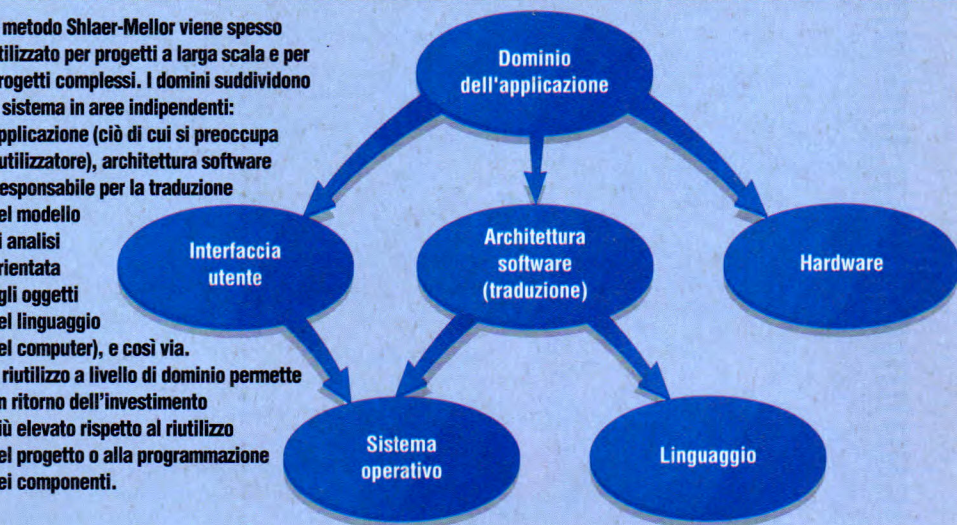 metodo Shlaer-Mellor viene spesso
tilizzato per progetti a larga scala e per
rogetti complessi. I domini suddividono
sistema in aree indipendenti:
pplicazione (ciò di cui si preoccupa
utilizzatore), architettura software
esponsabile per la traduzione
el modello
i analisi
rientata
gli oggetti
el linguaggio
el computer), e così via.
riutilizzo a livello di dominio permette
n ritorno dell'investimento
iù elevato rispetto al riutilizzo
el progetto o alla programmazione
ei componenti.
Dominio
dell'applicazione
Interfaccia
utente
Architettura
software
(traduzione)
Hardware
Sistema
operativo
Linguaggio